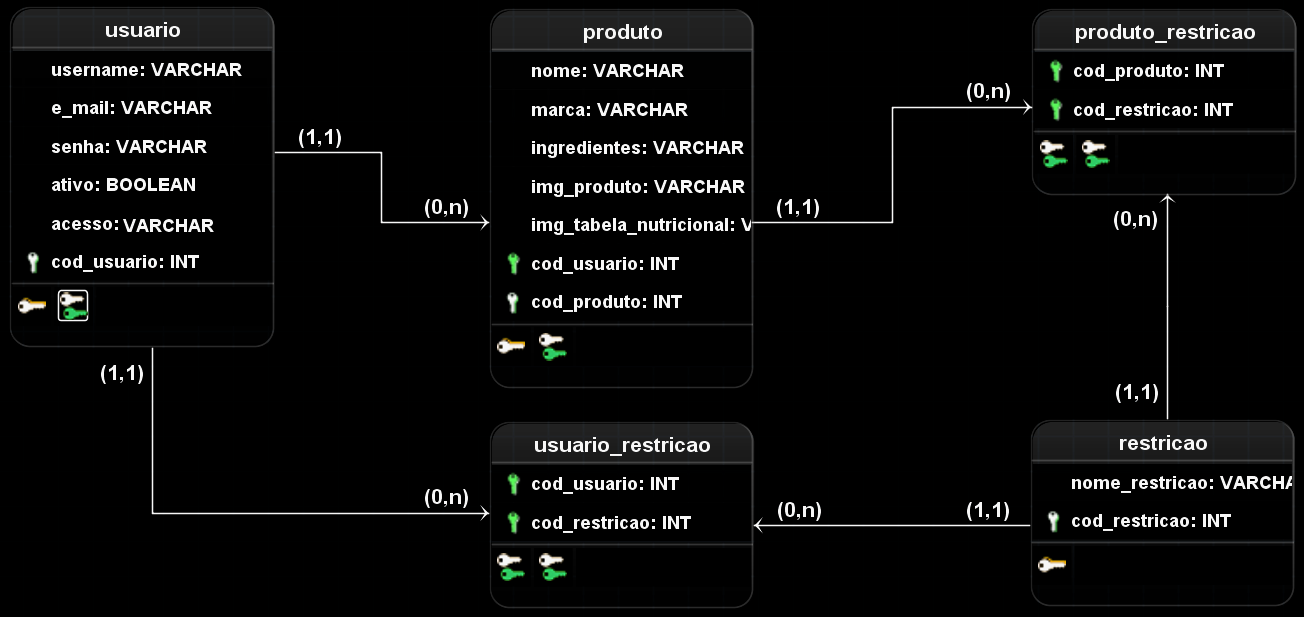 usuario
username: VARCHAR
e_mail: VARCHAR
senha: VARCHAR
ativo: BOOLEAN
acesso: VARCHAR
cod_usuario: INT
(1,1)
(0,n)
produto
nome: VARCHAR
marca: VARCHAR
ingredientes: VARCHAR
img_produto: VARCHAR
img_tabela_nutricional: V
cod_usuario: INT
cod_produto: INT
(1,1)
(0,n)
produto_restricao
cod_produto: INT
cod_restricao: INT
(0,n)
(1,1)
(1,1)
(0,n)
usuario_restricao
cod_usuario: INT
cod_restricao: INT
(0,n)
(1,1)
restricao
nome_restricao: VARCHA
cod_restricao: INT